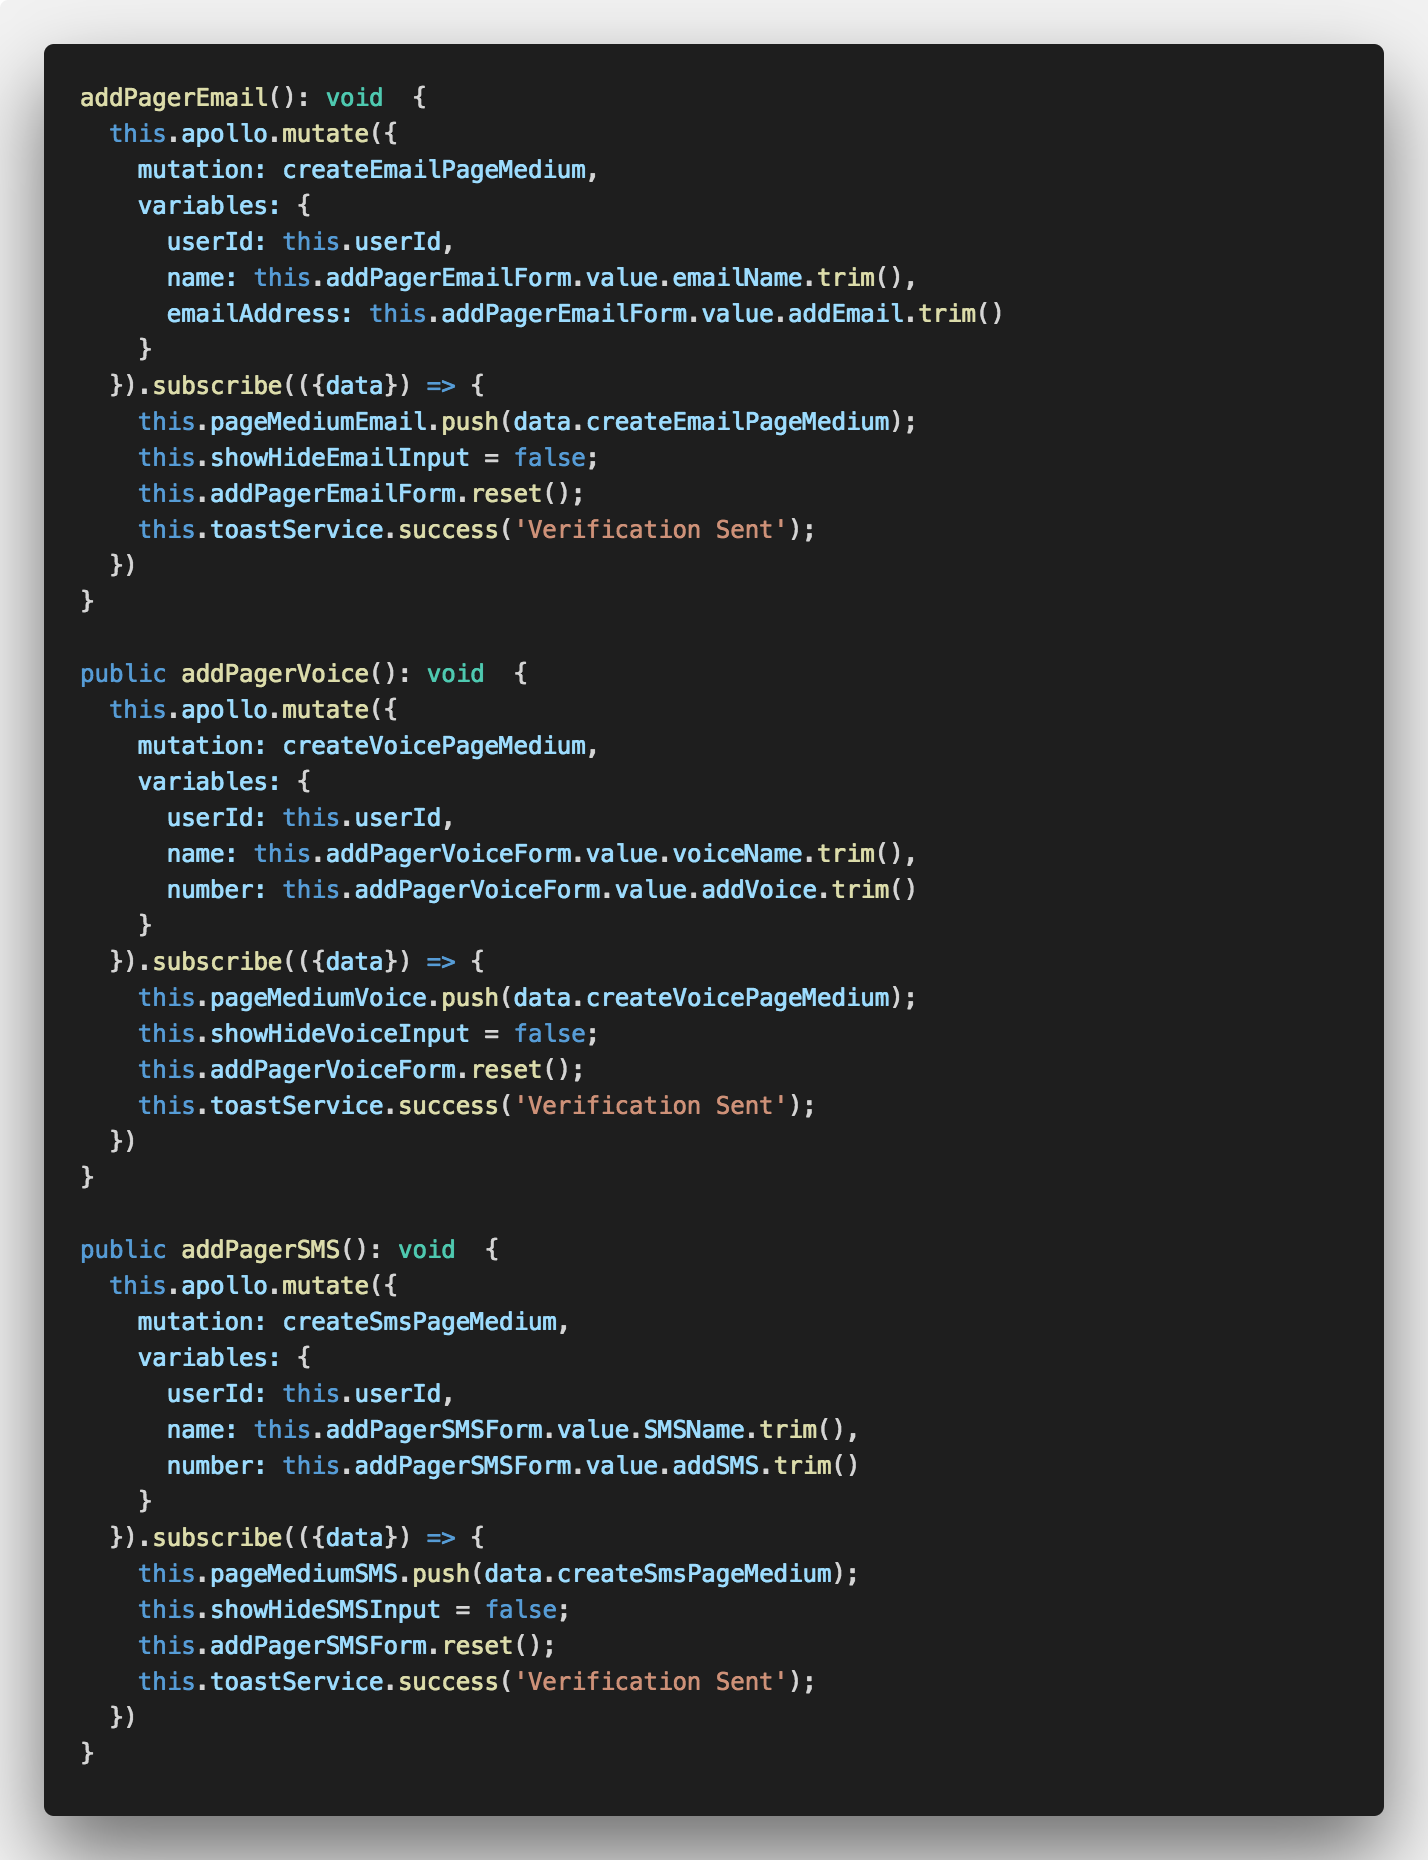 addPagerEmail(): void  {
  this.apollo.mutate({
    mutation: createEmailPageMedium,
    variables: {
      userId: this.userId,
      name: this.addPagerEmailForm.value.emailName.trim(),
      emailAddress: this.addPagerEmailForm.value.addEmail.trim()
    }
  }).subscribe(({data}) => {
    this.pageMediumEmail.push(data.createEmailPageMedium);
    this.showHideEmailInput = false;
    this.addPagerEmailForm.reset();
    this.toastService.success('Verification Sent');
  })
}

public addPagerVoice(): void  {
  this.apollo.mutate({
    mutation: createVoicePageMedium,
    variables: {
      userId: this.userId,
      name: this.addPagerVoiceForm.value.voiceName.trim(),
      number: this.addPagerVoiceForm.value.addVoice.trim()
    }
  }).subscribe(({data}) => {
    this.pageMediumVoice.push(data.createVoicePageMedium);
    this.showHideVoiceInput = false;
    this.addPagerVoiceForm.reset();
    this.toastService.success('Verification Sent');
  })
}

public addPagerSMS(): void  {
  this.apollo.mutate({
    mutation: createSmsPageMedium,
    variables: {
      userId: this.userId,
      name: this.addPagerSMSForm.value.SMSName.trim(),
      number: this.addPagerSMSForm.value.addSMS.trim()
    }
  }).subscribe(({data}) => {
    this.pageMediumSMS.push(data.createSmsPageMedium);
    this.showHideSMSInput = false;
    this.addPagerSMSForm.reset();
    this.toastService.success('Verification Sent');
  })
}